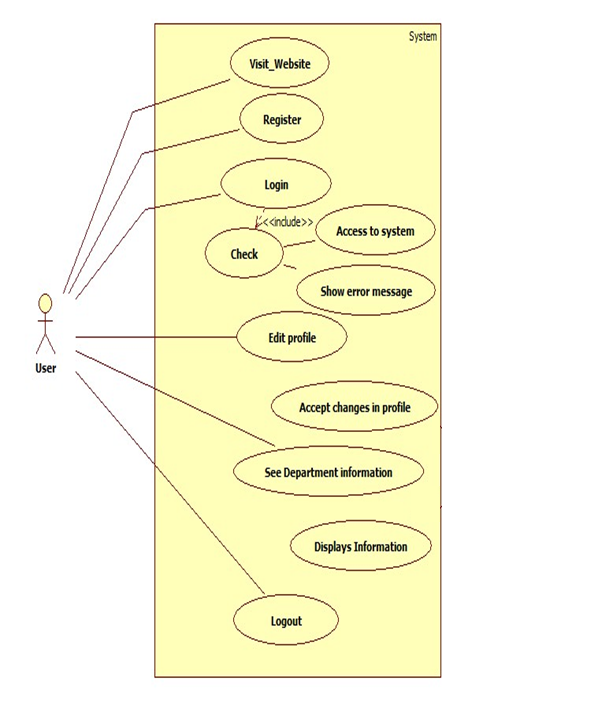 System
Visit_Website
Register
Login
<<include>>
Access to system
Check
Show error message
Edit profile
User
Accept changes in profile
See Department information
Displays Information
Logout